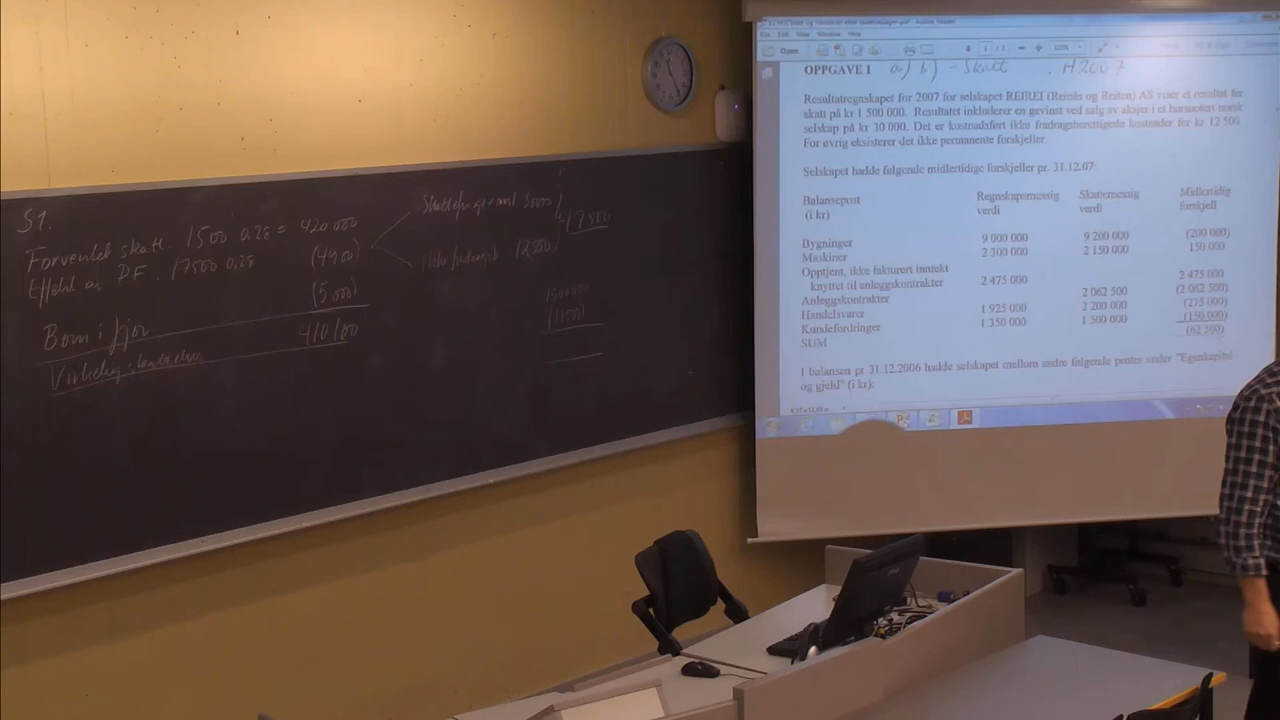 S1.
Forventet skatt. 1500 0,28 = 420 000
Effekt av PF. 17500 0,28 (4900)
(5 000)
Bom i fjor
410 100
Virkelig
Skattefri gevinst
17 500
Ikke fradragsb 12,500
File Edit View Window Help
Open
OPPGAVE 1 a) b) - Skatt . H2007
Resultatregnskapet for 2007 for selskapet REIREI (Reinås og Reiten) AS viser et resultat før
skatt på kr 1 500 000. Resultatet inkluderer en gevinst ved salg av aksjer i et børsnotert norsk
selskap på kr 30 000. Det er kostnadsført ikke fradragsberettigede kostnader for kr 12 500.
For øvrig eksisterer det ikke permanente forskjeller.
Selskapet hadde følgende midlertidige forskjeller pr. 31.12.07:
Balansepost Regnskapsmessig Skattemessig Midlertidig
(i kr) verdi verdi forskjell
Bygninger 9 000 000 9 200 000 (200 000)
Maskiner 2 300 000 2 150 000 150 000
Opptjent, ikke fakturert inntekt
knyttet til anleggskontrakter 2 475 000 2 475 000
Anleggskontrakter 2 062 500 (2 062 500)
Handelsvarer 1 925 000 2 200 000 (275 000)
Kundefordringer 1 350 000 1 500 000 (150 000)
SUM (62 500)
I balansen pr 31.12.2006 hadde selskapet mellom andre følgende poster under "Egenkapital
og gjeld" (i kr):